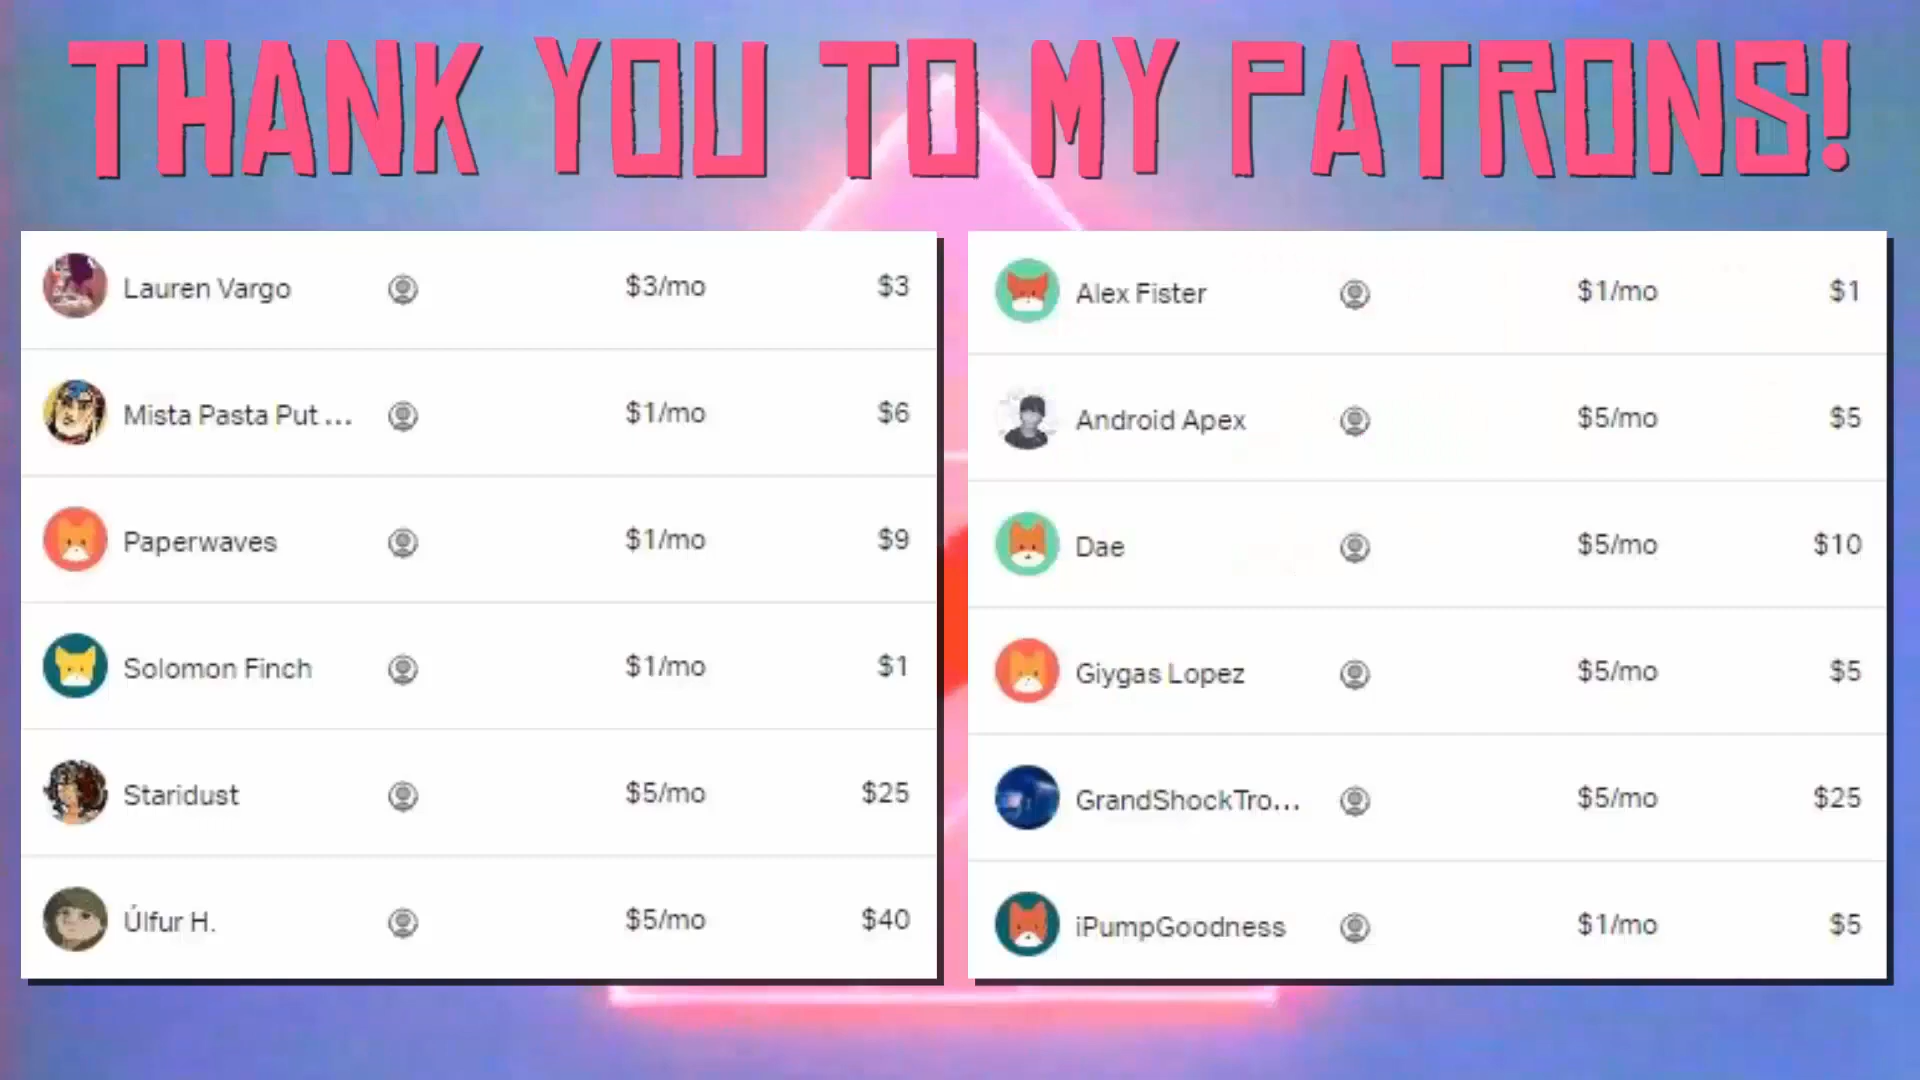 THANK YOU TO MY PATRONS!
Lauren Vargo $3/mo $3
Mista Pasta Put ... $1/mo $6
Paperwaves $1/mo $9
Solomon Finch $1/mo $1
Staridust $5/mo $25
Úlfur H. $5/mo $40
Alex Fister $1/mo $1
Android Apex $5/mo $5
Dae $5/mo $10
Giygas Lopez $5/mo $5
GrandShockTro... $5/mo $25
iPumpGoodness $1/mo $5